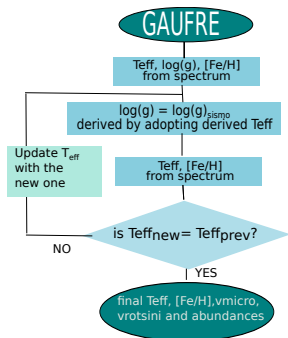 GAUFRE
Teff, log(g), [Fe/H]
from spectrum
log(g) = log(g)sismo
derived by adopting derived Teff
Update Teff
with the
new one
Teff, [Fe/H]
from spectrum
is Teffnew= Teffprev?
NO
YES
final Teff, [Fe/H],vmicro,
vrotsini and abundances